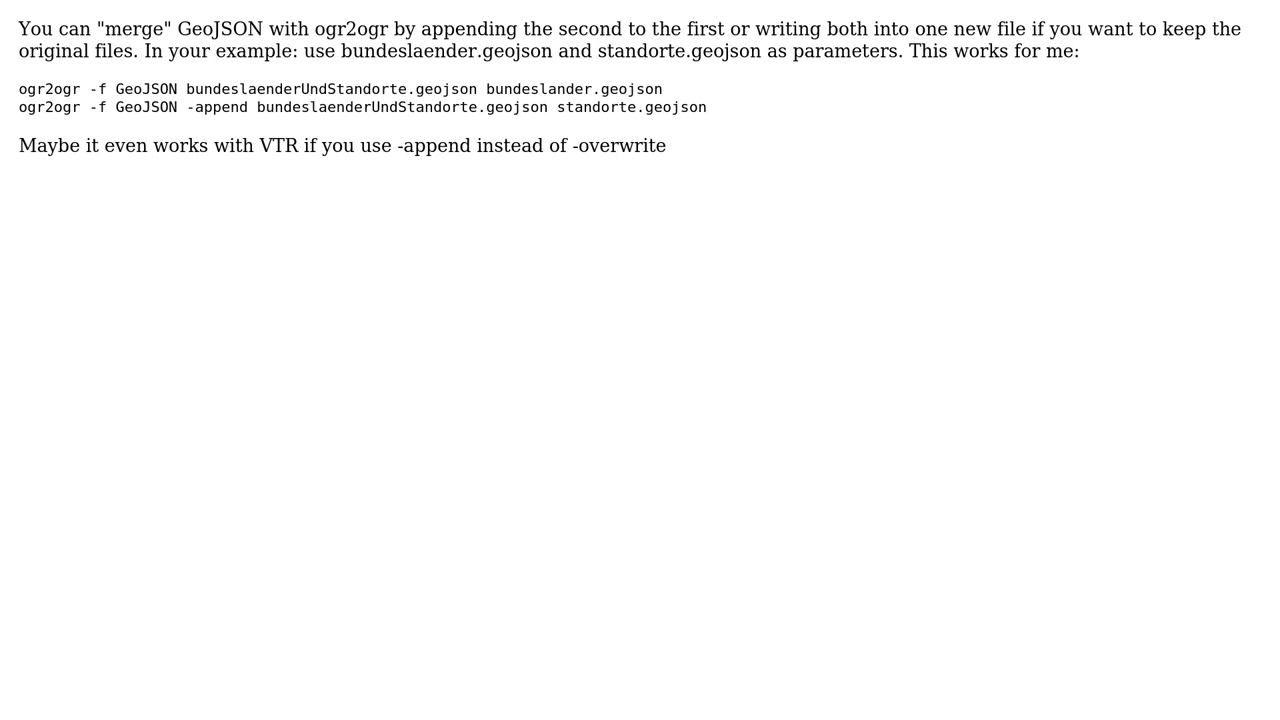 You can "merge" GeoJSON with ogr2ogr by appending the second to the first or writing both into one new file if you want to keep the
original files. In your example: use bundeslaender.geojson and standorte.geojson as parameters. This works for me:
ogr2ogr -f GeoJSON bundeslaenderUndStandorte.geojson bundeslander.geojson
ogr2ogr -f GeoJSON -append bundeslaenderUndStandorte.geojson standorte.geojson
Maybe it even works with VTR if you use -append instead of -overwrite